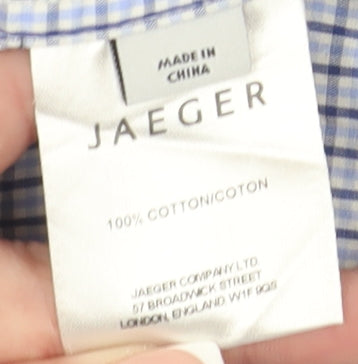 MADE IN
CHINA
JAEGER
100% COTTON/COTON
JAEGER COMPANY LTD.
57 BROADWICK STREET
LONDON, ENGLAND W1F 9QS